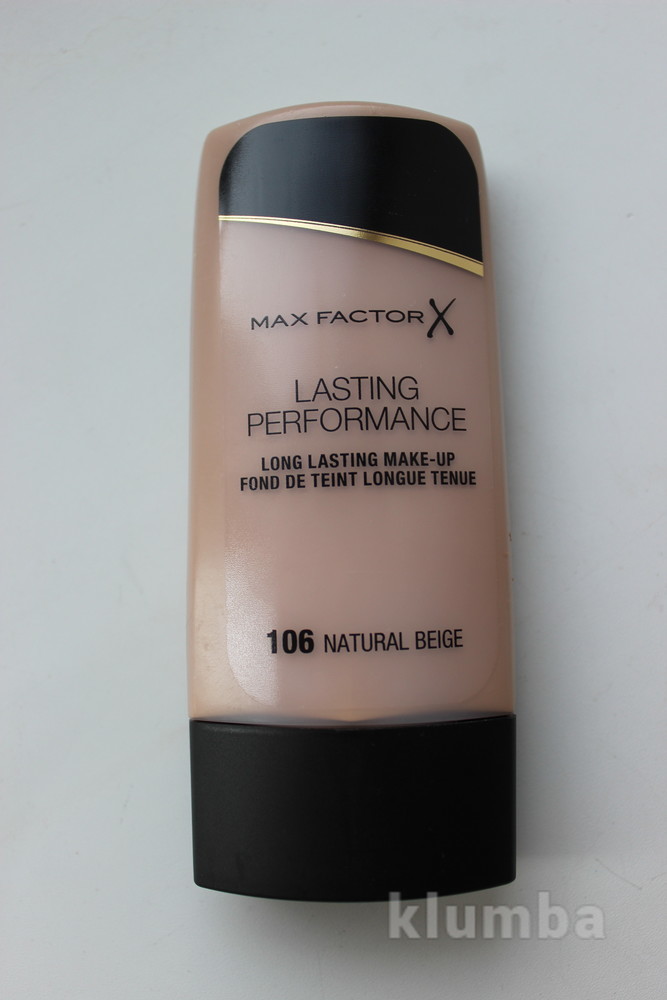 MAX FACTOR X
LASTING
PERFORMANCE
LONG LASTING MAKE-UP
FOND DE TEINT LONGUE TENUE
106 NATURAL BEIGE
klumba